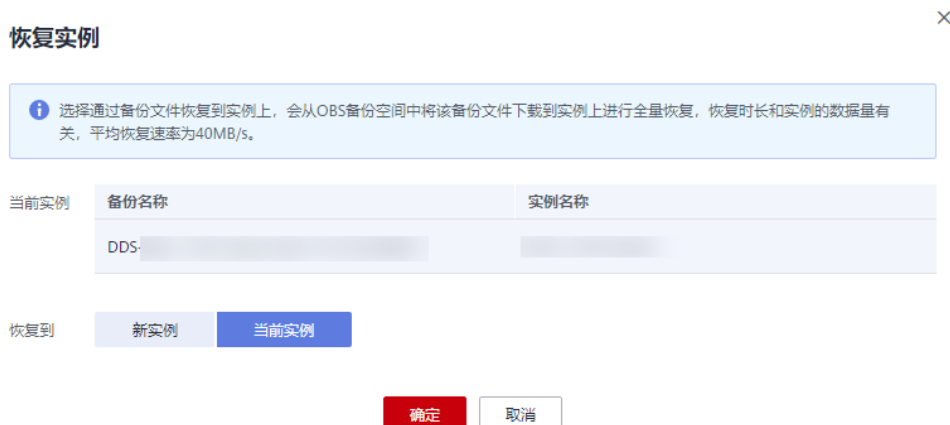 恢复实例
选择通过备份文件恢复到实例上，会从OBS备份空间中将该备份文件下载到实例上进行全量恢复，恢复时长和实例的数据量有
关，平均恢复速率为40MB/s。
当前实例 备份名称 实例名称
DDS-
恢复到 新实例 当前实例
确定 取消